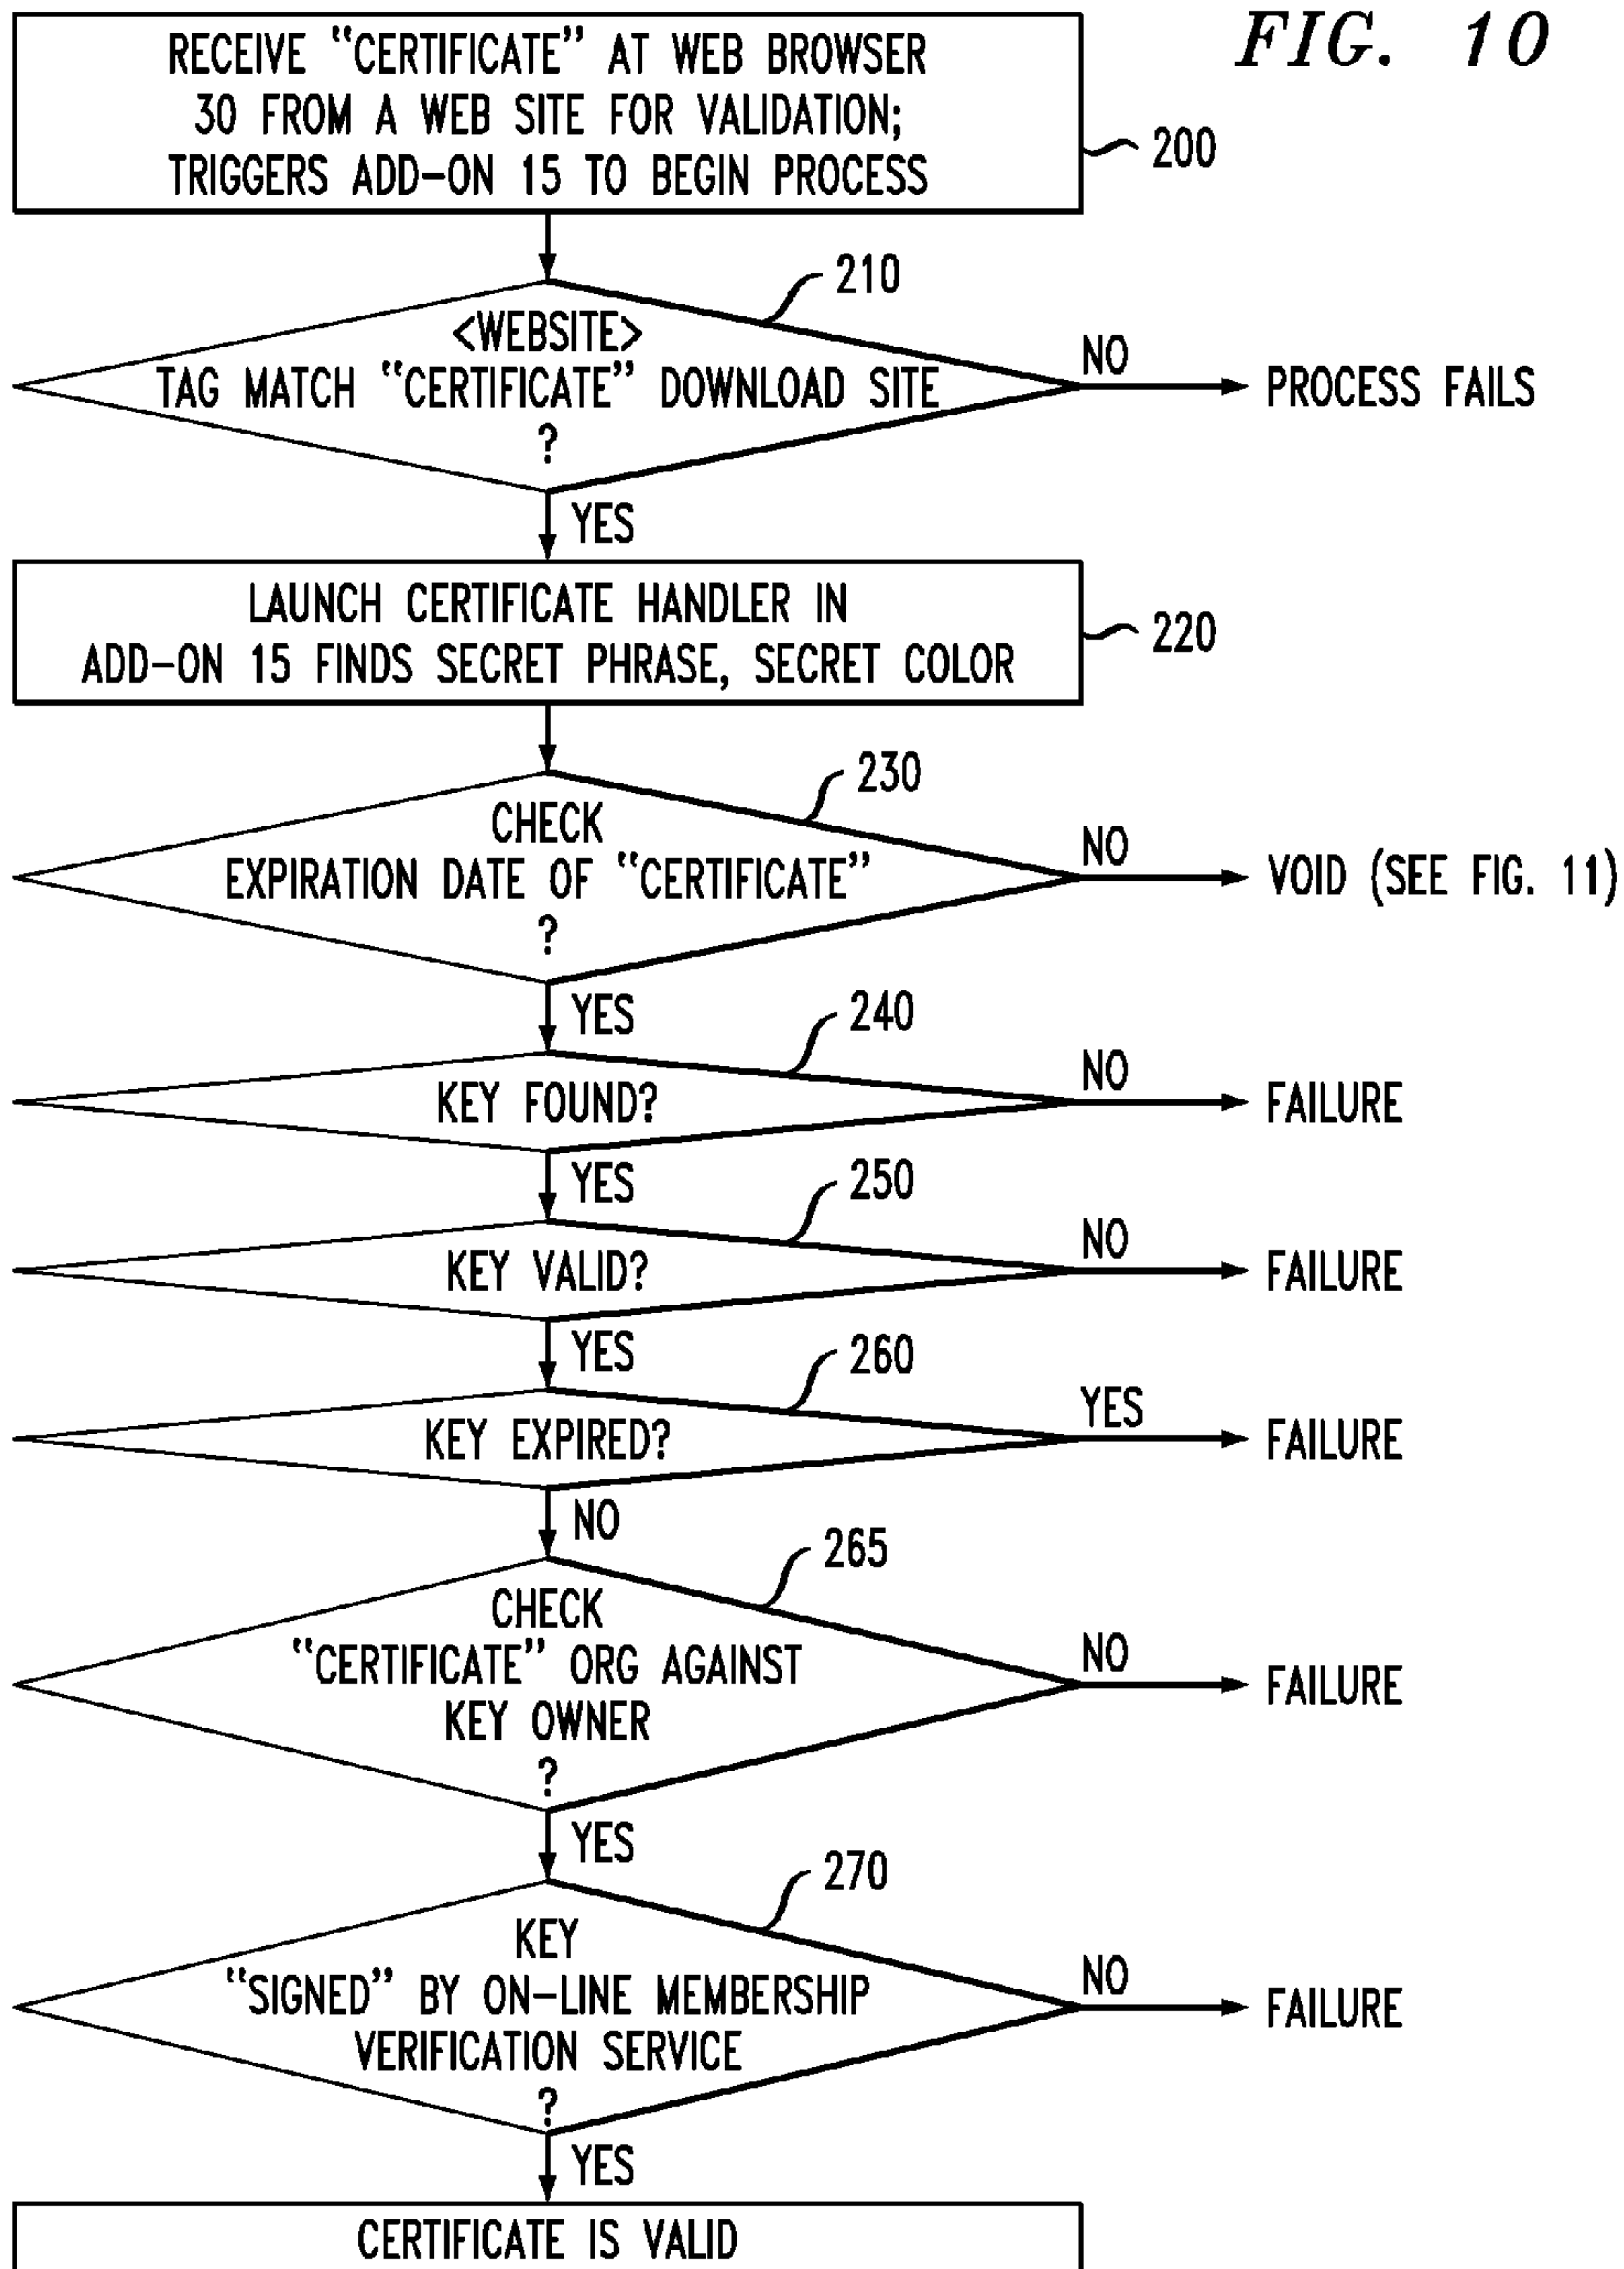 FIG. 10
RECEIVE “CERTIFICATE” AT WEB BROWSER
30 FROM A WEB SITE FOR VALIDATION;
TRIGGERS ADD-ON 15 TO BEGIN PROCESS
200
210
<WEBSITE>
TAG MATCH “CERTIFICATE” DOWNLOAD SITE
?
NO
PROCESS FAILS
YES
LAUNCH CERTIFICATE HANDLER IN
ADD-ON 15 FINDS SECRET PHRASE, SECRET COLOR
220
230
CHECK
EXPIRATION DATE OF “CERTIFICATE”
?
NO
VOID (SEE FIG. 11)
YES
240
KEY FOUND?
NO
FAILURE
YES
250
KEY VALID?
NO
FAILURE
YES
260
KEY EXPIRED?
YES
FAILURE
NO
265
CHECK
“CERTIFICATE” ORG AGAINST
KEY OWNER
?
NO
FAILURE
YES
270
KEY
“SIGNED” BY ON-LINE MEMBERSHIP
VERIFICATION SERVICE
?
NO
FAILURE
YES
CERTIFICATE IS VALID